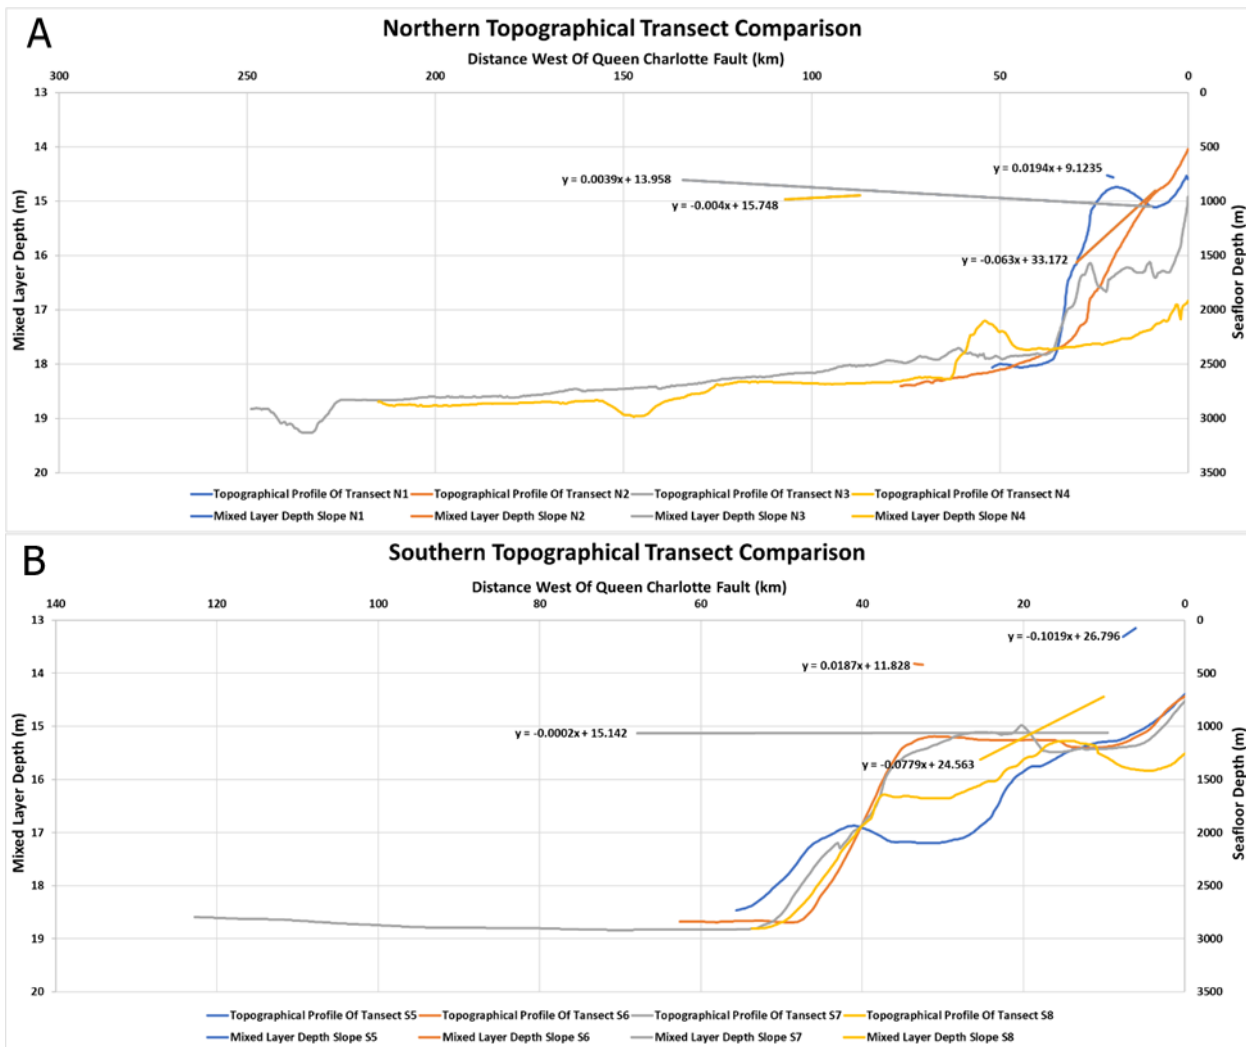 A
Northern Topographical Transect Comparison
Distance West Of Queen Charlotte Fault (km)
300 250 200 150 100 50 0
13 0
14 500
15 1000
16 1500
17 2000
18 2500
19 3000
20 3500
Mixed Layer Depth (m)
Seafloor Depth (m)
y = 0.0194x + 9.1235
y = 0.0039x + 13.958
y = -0.004x + 15.748
y = -0.063x + 33.172
Topographical Profile Of Transect N1 Topographical Profile Of Transect N2 Topographical Profile Of Transect N3 Topographical Profile Of Transect N4
Mixed Layer Depth Slope N1 Mixed Layer Depth Slope N2 Mixed Layer Depth Slope N3 Mixed Layer Depth Slope N4
B
Southern Topographical Transect Comparison
Distance West Of Queen Charlotte Fault (km)
140 120 100 80 60 40 20 0
13 0
14 500
15 1000
16 1500
17 2000
18 2500
19 3000
20 3500
Mixed Layer Depth (m)
Seafloor Depth (m)
y = -0.1019x + 26.796
y = 0.0187x + 11.828
y = -0.0002x + 15.142
y = -0.0779x + 24.563
Topographical Profile Of Tansect S5 Topographical Profile Of Tansect S6 Topographical Profile Of Tansect S7 Topographical Profile Of Tansect S8
Mixed Layer Depth Slope S5 Mixed Layer Depth Slope S6 Mixed Layer Depth Slope S7 Mixed Layer Depth Slope S8